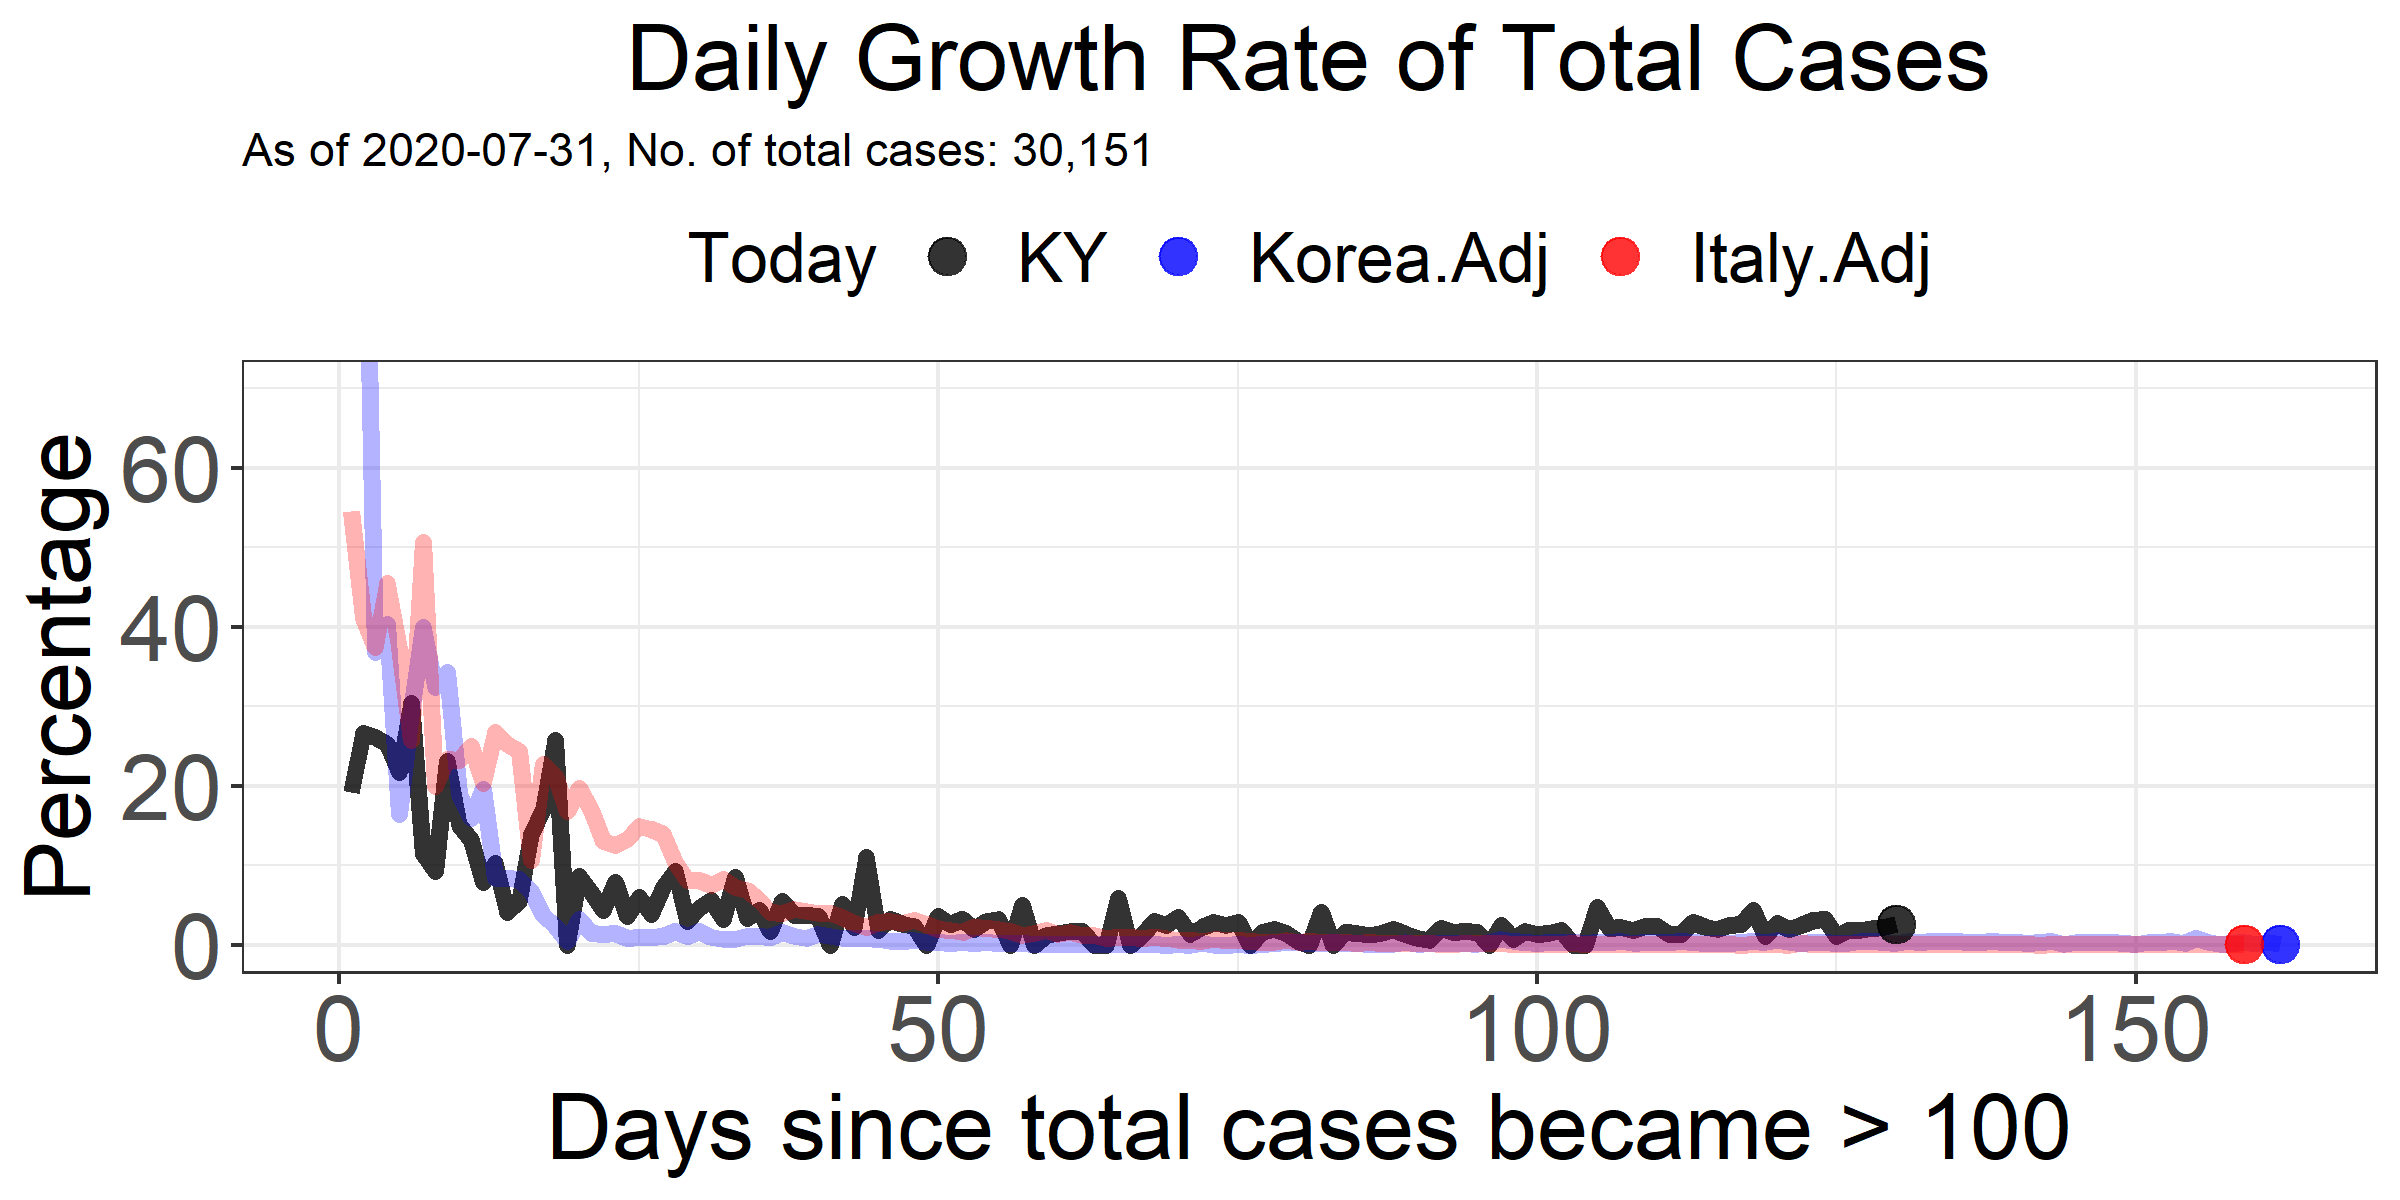 Daily Growth Rate of Total Cases
As of 2020-07-31, No. of total cases: 30,151
Today KY Korea.Adj Italy.Adj
Percentage
60
40
20
0
0 50 100 150
Days since total cases became > 100